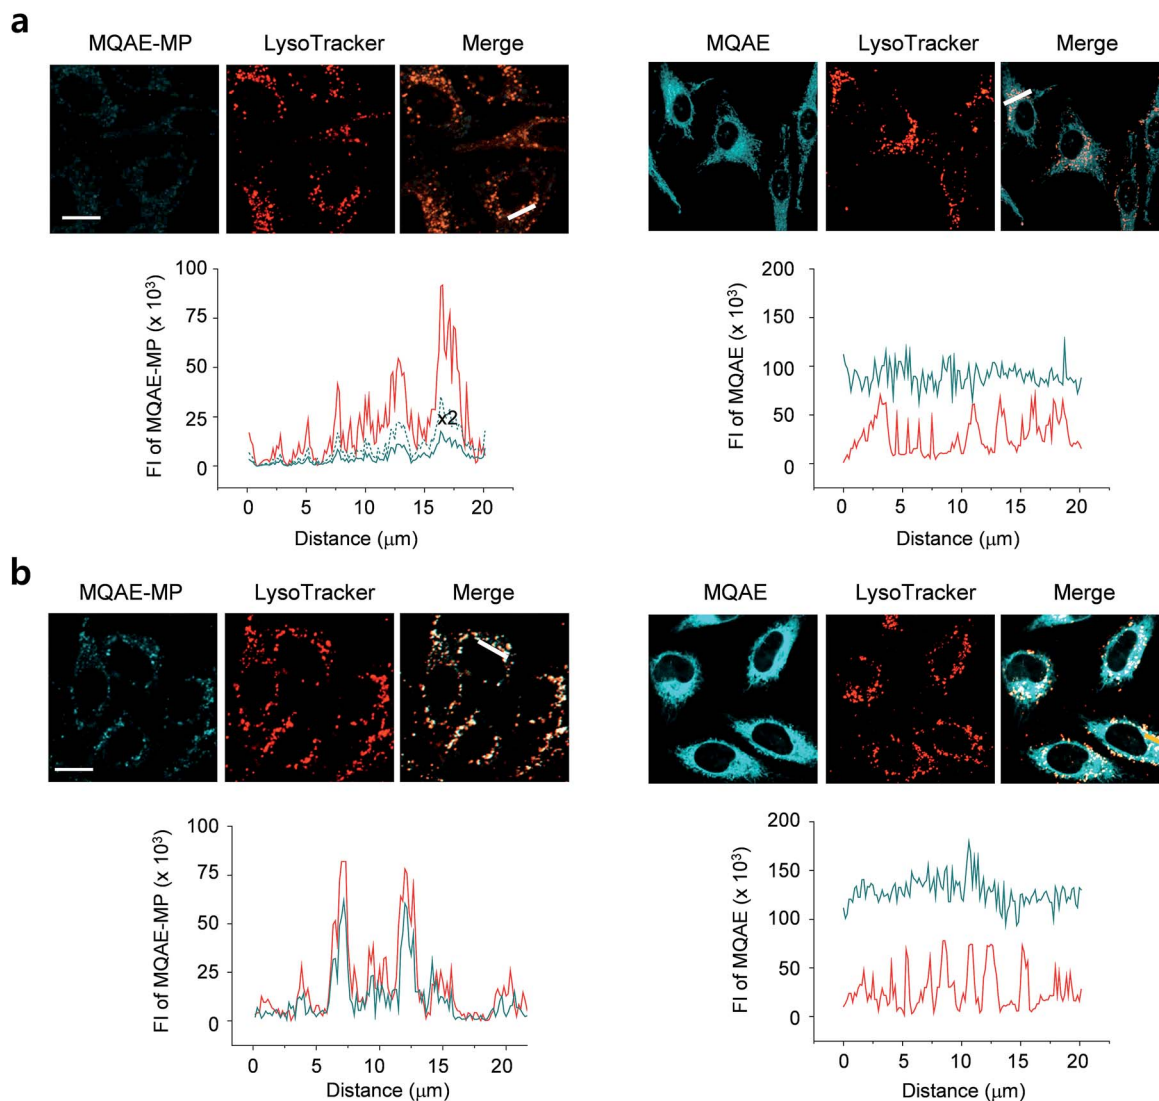 a
MQAE-MP LysoTracker Merge
MQAE LysoTracker Merge
FI of MQAE-MP (x 10³)
100
75
50
25
0
x2
0 5 10 15 20
Distance (μm)
FI of MQAE (x 10³)
200
150
100
50
0
0 5 10 15 20
Distance (μm)
b
MQAE-MP LysoTracker Merge
MQAE LysoTracker Merge
FI of MQAE-MP (x 10³)
100
75
50
25
0
0 5 10 15 20
Distance (μm)
FI of MQAE (x 10³)
200
150
100
50
0
0 5 10 15 20
Distance (μm)